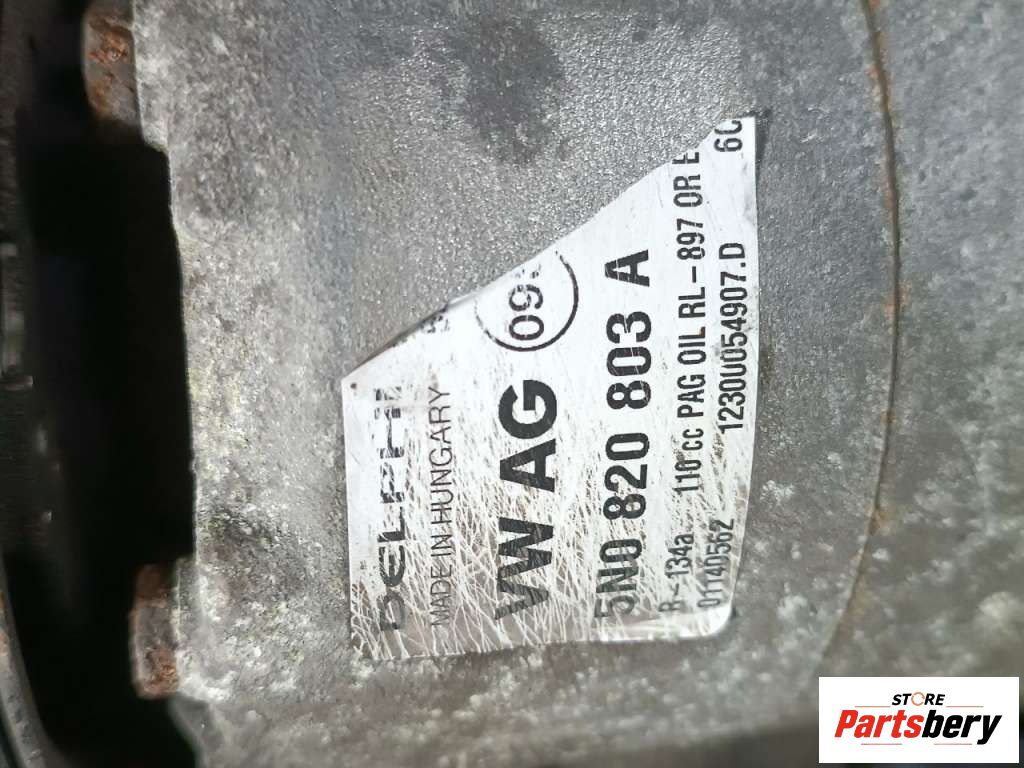 DELPHI
MADE IN HUNGARY
VW AG
09
5N0 820 803 A
R-134a 110 cc PAG OIL RL-897 OR
01140562 12300054907.D 6C
STORE
Partsbery